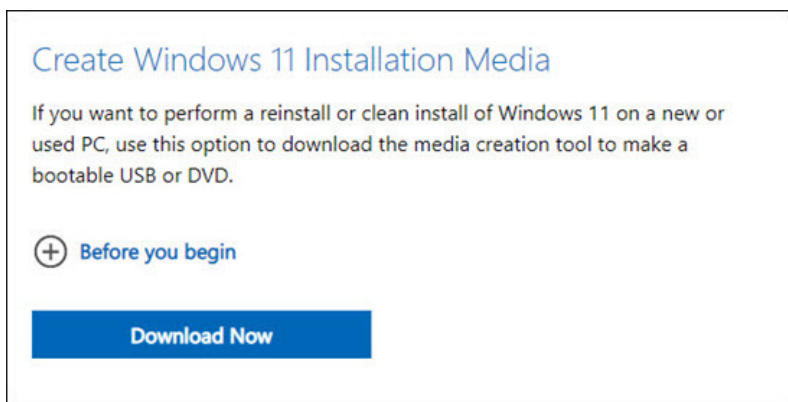 Create Windows 11 Installation Media
If you want to perform a reinstall or clean install of Windows 11 on a new or
used PC, use this option to download the media creation tool to make a
bootable USB or DVD.
Before you begin
Download Now